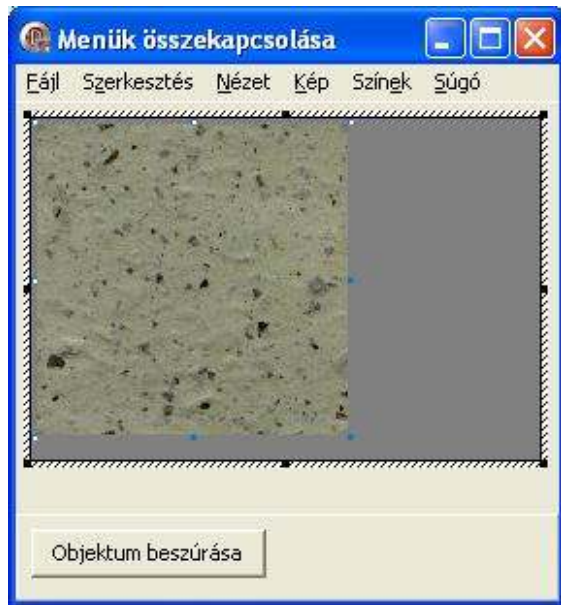 Menük összekapcsolása
Fájl Szerkesztés Nézet Kép Színek Súgó
Objektum beszúrása